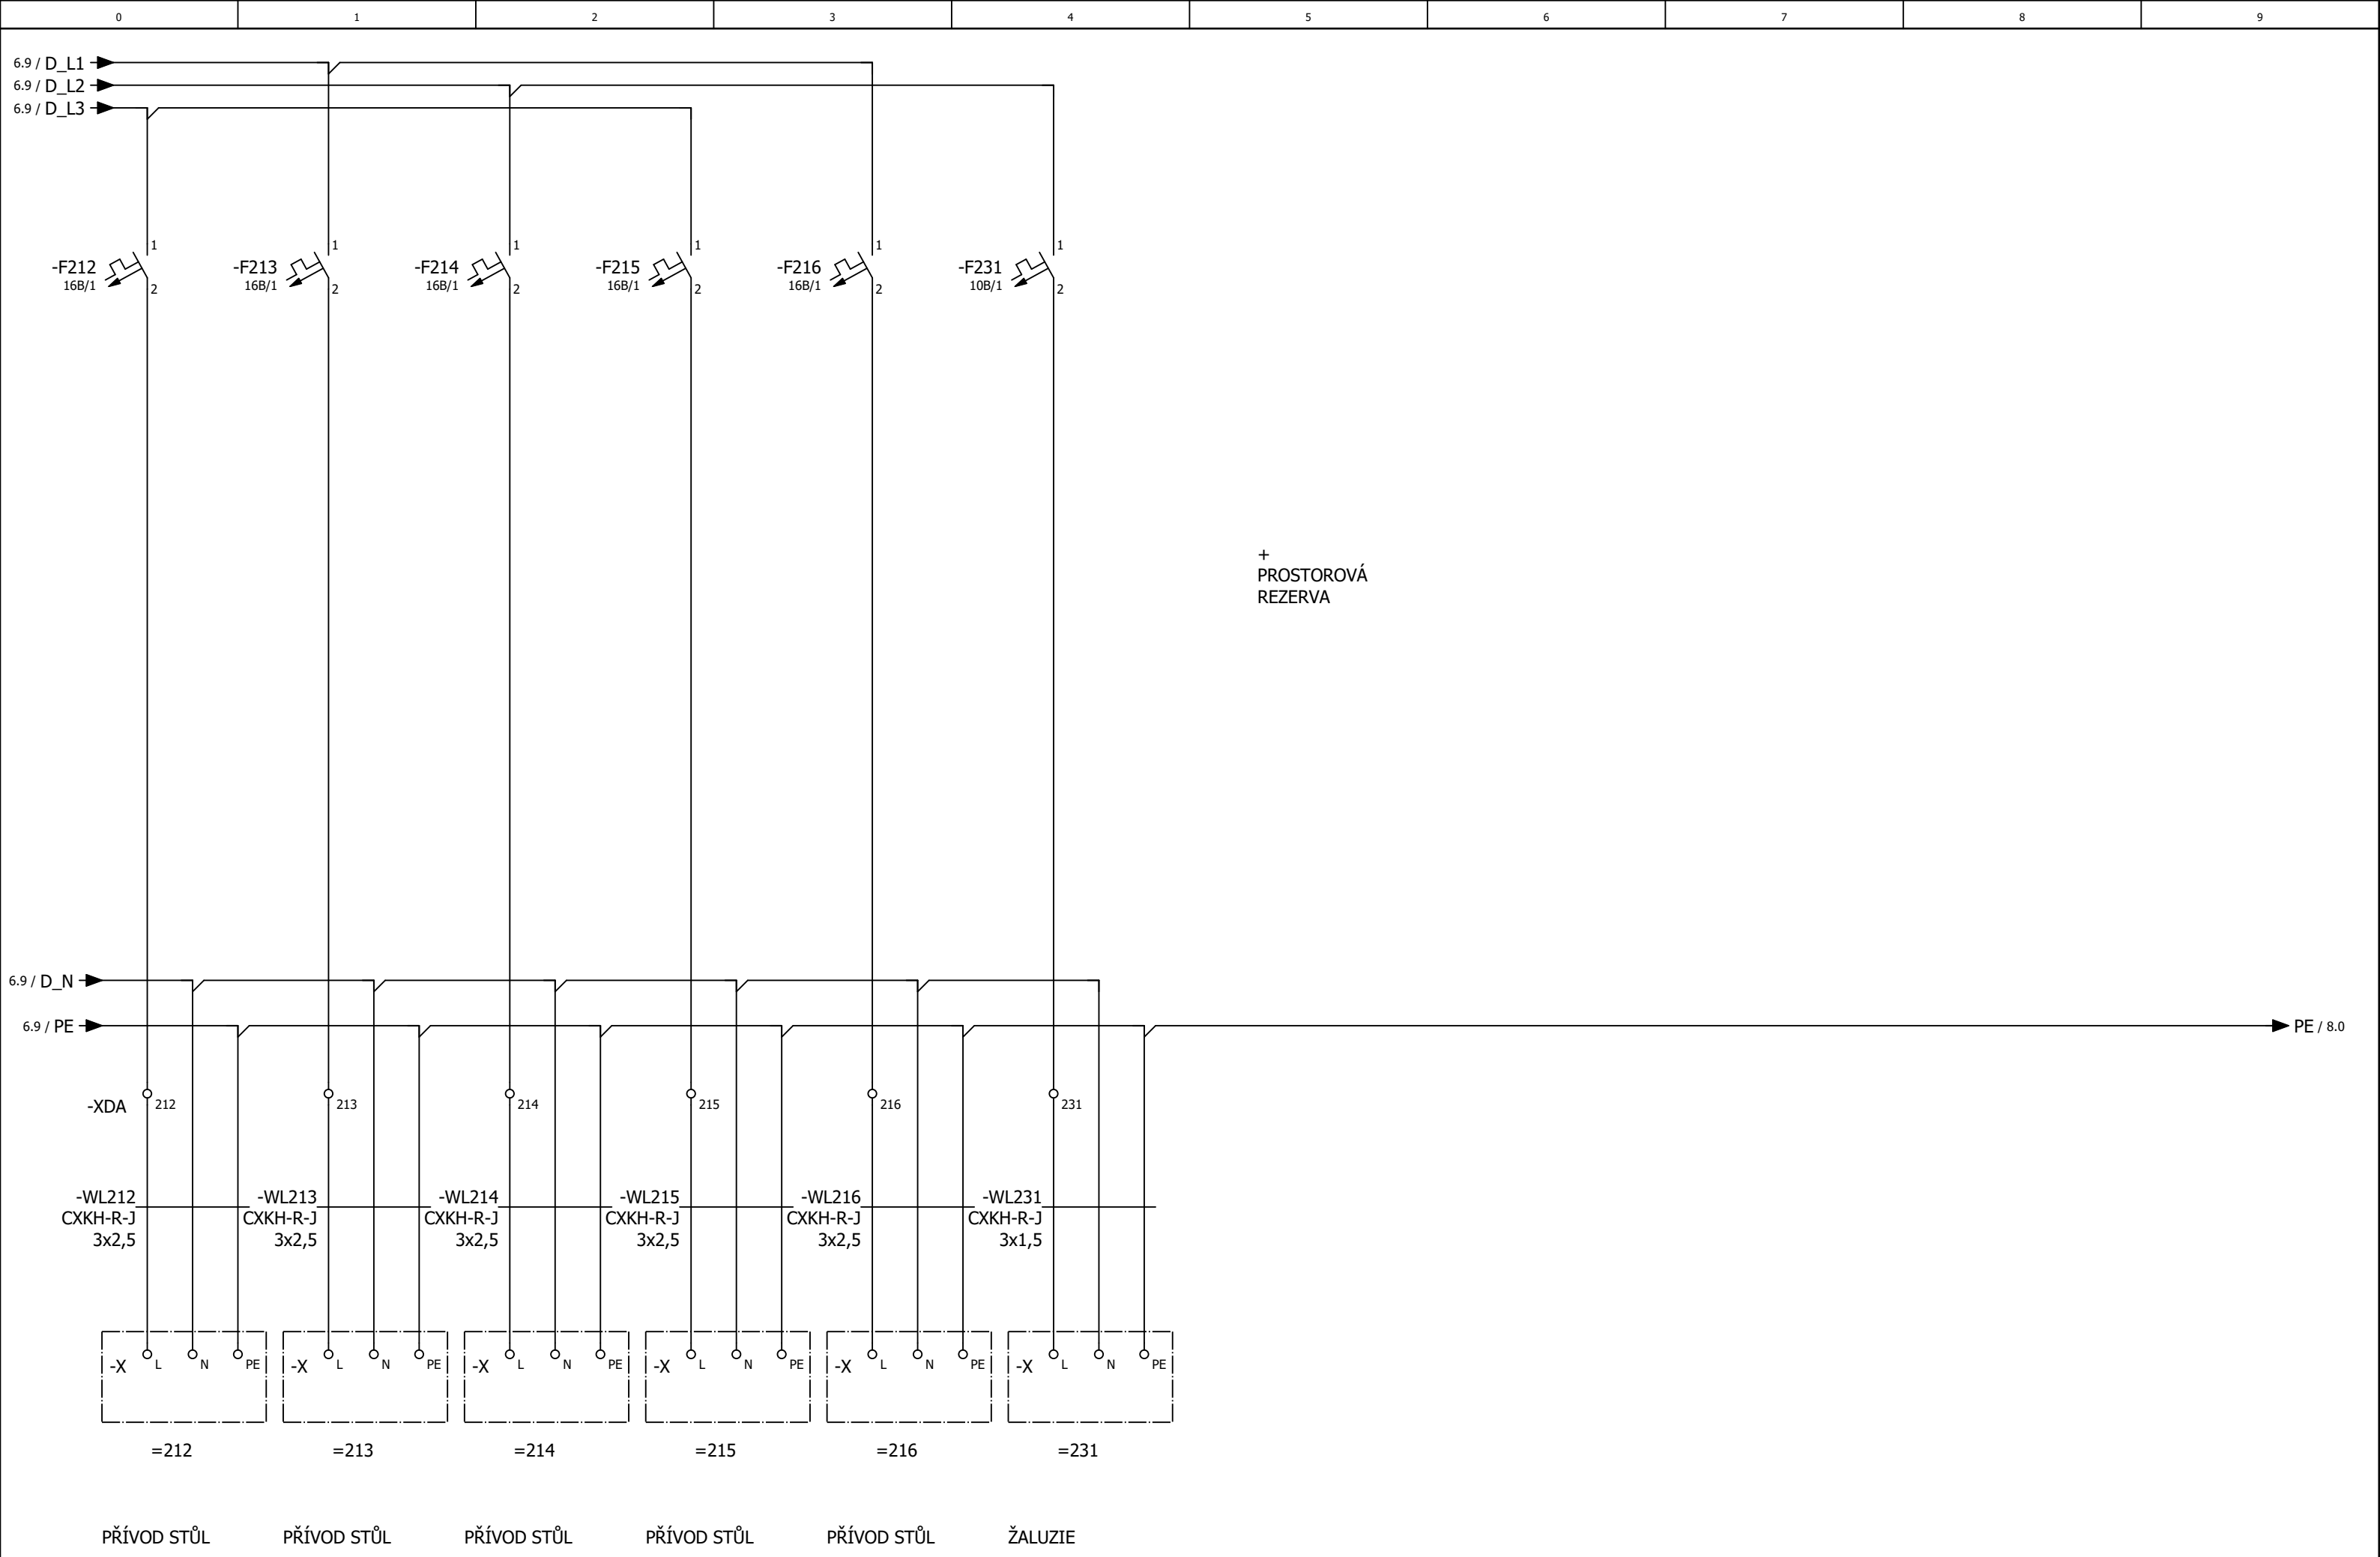 0 1 2 3 4 5 6 7 8 9
6.9 / D_L1
6.9 / D_L2
6.9 / D_L3
1 1 1 1 1 1
-F212 -F213 -F214 -F215 -F216 -F231
16B/1 16B/1 16B/1 16B/1 16B/1 10B/1
2 2 2 2 2 2
+
PROSTOROVÁ
REZERVA
6.9 / D_N
6.9 / PE PE / 8.0
-XDA 212 213 214 215 216 231
-WL212 -WL213 -WL214 -WL215 -WL216 -WL231
CXKH-R-J CXKH-R-J CXKH-R-J CXKH-R-J CXKH-R-J CXKH-R-J
3x2,5 3x2,5 3x2,5 3x2,5 3x2,5 3x1,5
-X L N PE -X L N PE -X L N PE -X L N PE -X L N PE -X L N PE
=212 =213 =214 =215 =216 =231
PŘÍVOD STŮL PŘÍVOD STŮL PŘÍVOD STŮL PŘÍVOD STŮL PŘÍVOD STŮL ŽALUZIE